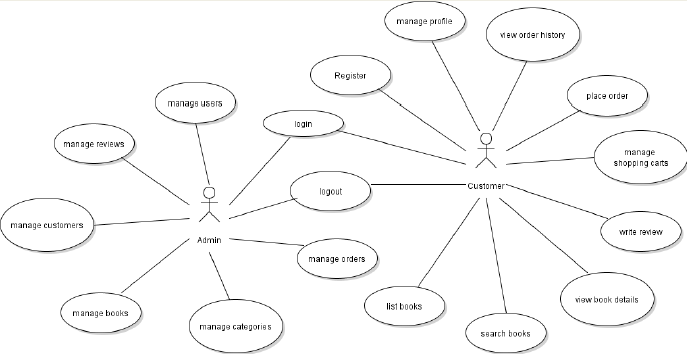 manage profile
view order history
Register
place order
manage users
login
manage reviews
manage
shopping carts
Customer
logout
manage customers
write review
Admin
manage orders
view book details
list books
manage books
manage categories
search books